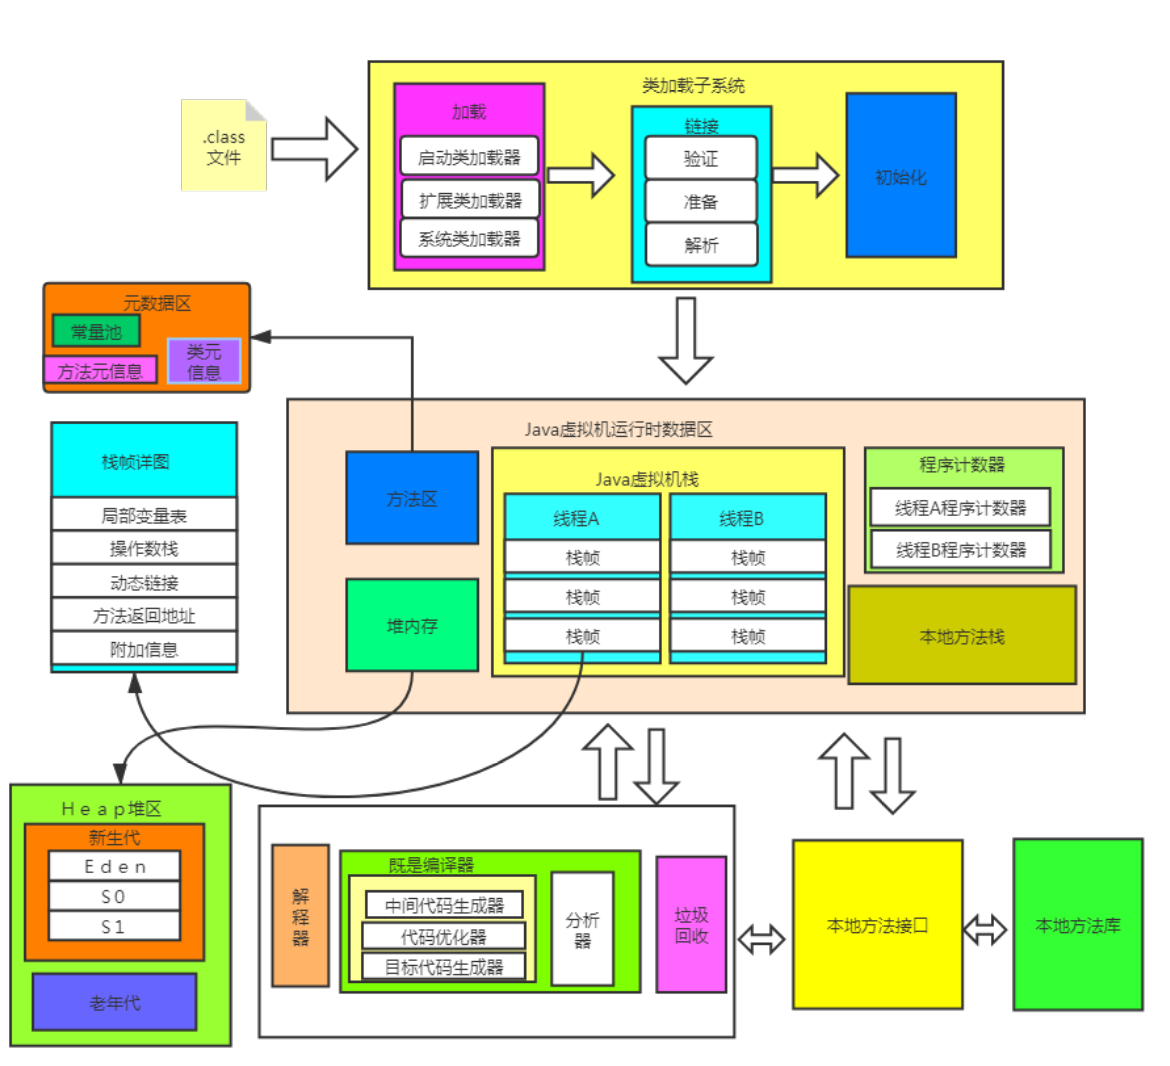 类加载子系统
.class
文件
加载
启动类加载器
扩展类加载器
系统类加载器
链接
验证
准备
解析
初始化
元数据区
常量池
方法元信息
类元
信息
栈帧详图
局部变量表
操作数栈
动态链接
方法返回地址
附加信息
Java虚拟机运行时数据区
方法区
堆内存
Java虚拟机栈
线程A
栈帧
栈帧
栈帧
线程B
栈帧
栈帧
栈帧
程序计数器
线程A程序计数器
线程B程序计数器
本地方法栈
Heap堆区
新生代
Eden
S0
S1
老年代
解
释
器
既是编译器
中间代码生成器
代码优化器
目标代码生成器
分析
器
垃圾
回收
本地方法接口
本地方法库